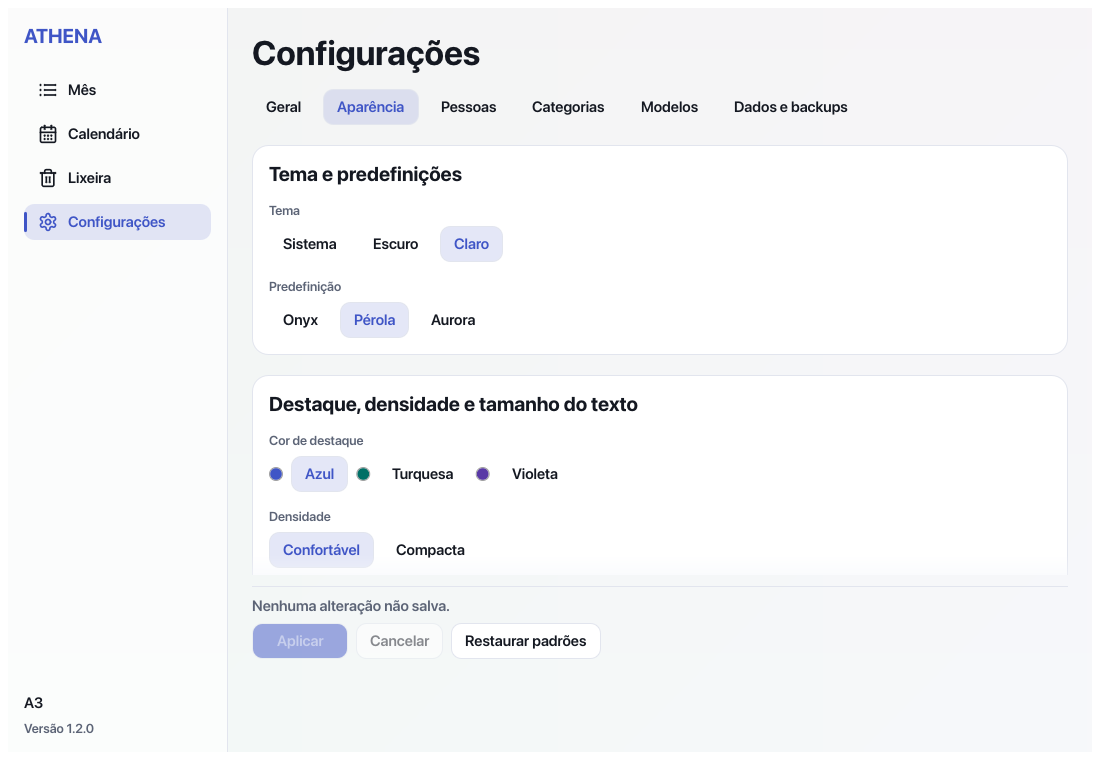 ATHENA
Mês
Calendário
Lixeira
Configurações
A3
Versão 1.2.0
Configurações
Geral Aparência Pessoas Categorias Modelos Dados e backups
Tema e predefinições
Tema
Sistema Escuro Claro
Predefinição
Onyx Pérola Aurora
Destaque, densidade e tamanho do texto
Cor de destaque
Azul Turquesa Violeta
Densidade
Confortável Compacta
Nenhuma alteração não salva.
Aplicar Cancelar Restaurar padrões